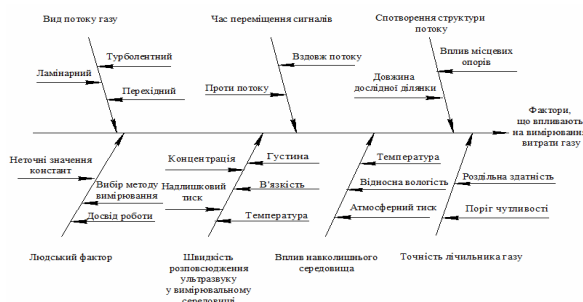 Вид потоку газу
Час переміщення сигналів
Спотворення структури
потоку
Турболентний
Ламінарний
Перехідний
Вздовж потоку
Проти потоку
Вплив місцевих
опорів
Довжина
дослідної ділянки
Фактори,
що впливають
на вимірювання
витрати газу
Неточні значення
констант
Вибір методу
вимірювання
Досвід роботи
Концентрація
Надлишковий
тиск
Густина
В'язкість
Температура
Температура
Відносна вологість
Атмосферний тиск
Роздільна здатність
Поріг чутливості
Людський фактор
Швидкість
розповсюдження
ультразвуку
у вимірювальному
середовищі
Вплив навколишнього
середовища
Точність лічильника газу